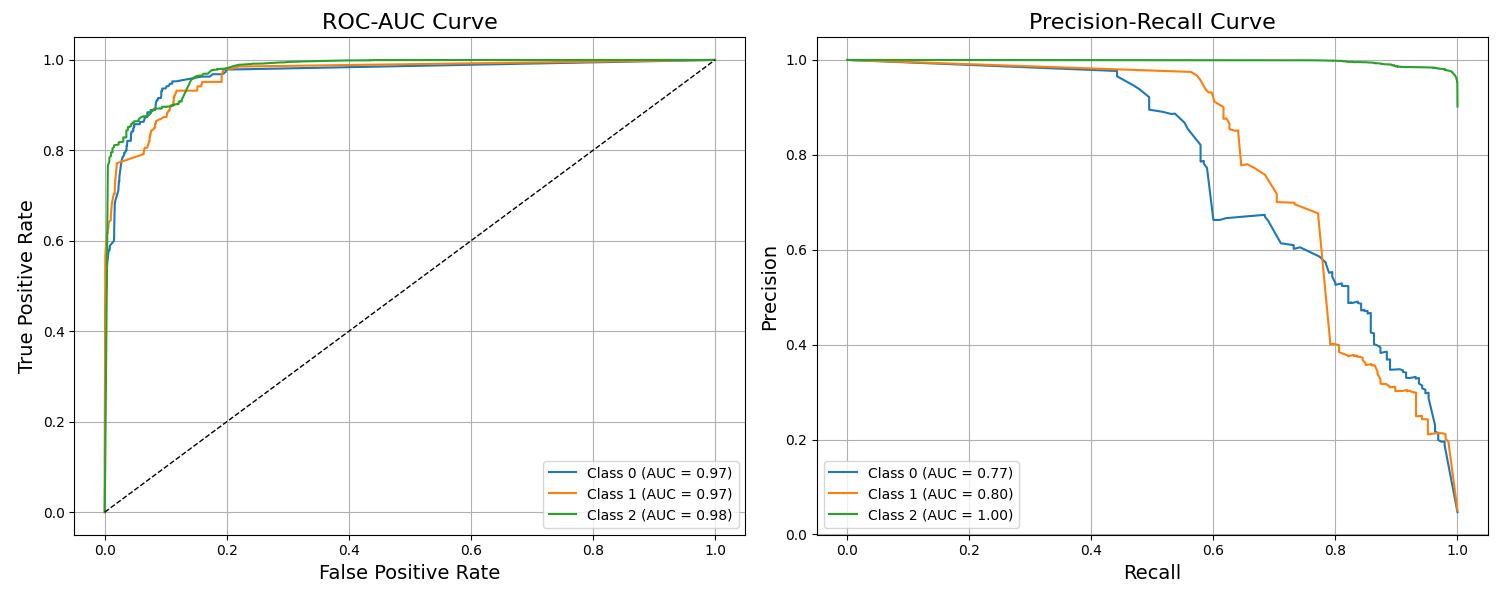 ROC-AUC Curve
True Positive Rate
1.0
0.8
0.6
0.4
0.2
0.0
0.0 0.2 0.4 0.6 0.8 1.0
False Positive Rate
Class 0 (AUC = 0.97)
Class 1 (AUC = 0.97)
Class 2 (AUC = 0.98)
Precision-Recall Curve
Precision
1.0
0.8
0.6
0.4
0.2
0.0
0.0 0.2 0.4 0.6 0.8 1.0
Recall
Class 0 (AUC = 0.77)
Class 1 (AUC = 0.80)
Class 2 (AUC = 1.00)